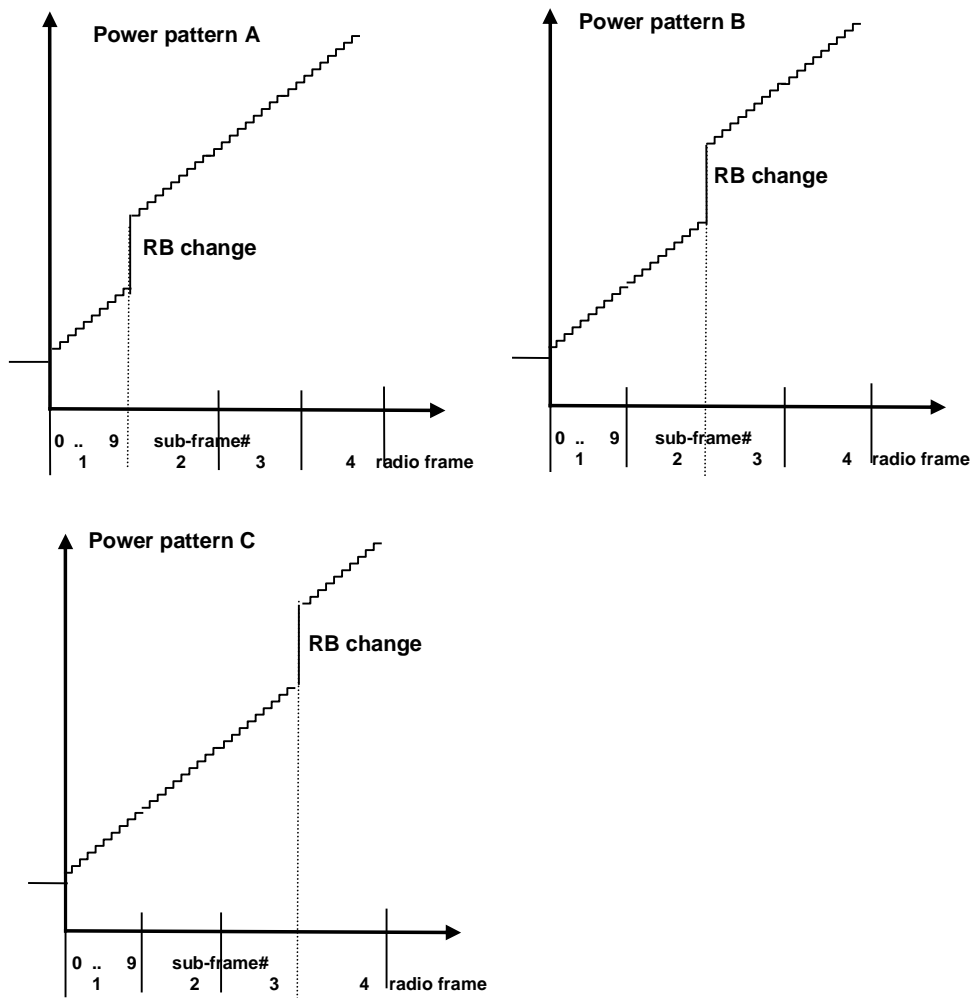 Power pattern A
RB change
0 .. 9 sub-frame#
1 2 3 4 radio frame
Power pattern B
RB change
0 .. 9 sub-frame#
1 2 3 4 radio frame
Power pattern C
RB change
0 .. 9 sub-frame#
1 2 3 4 radio frame